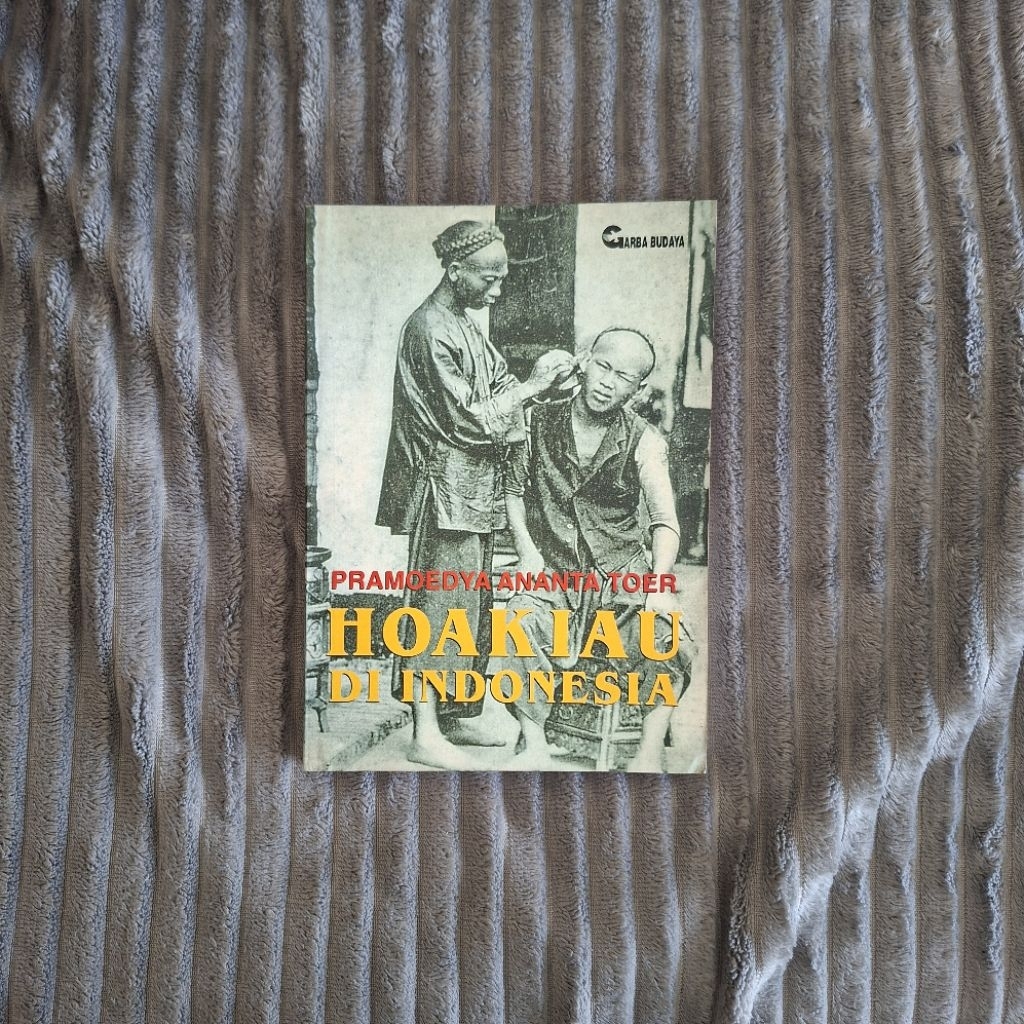 GARBA BUDAYA
PRAMOEDYA ANANTA TOER
HOAKIAU
DI INDONESIA